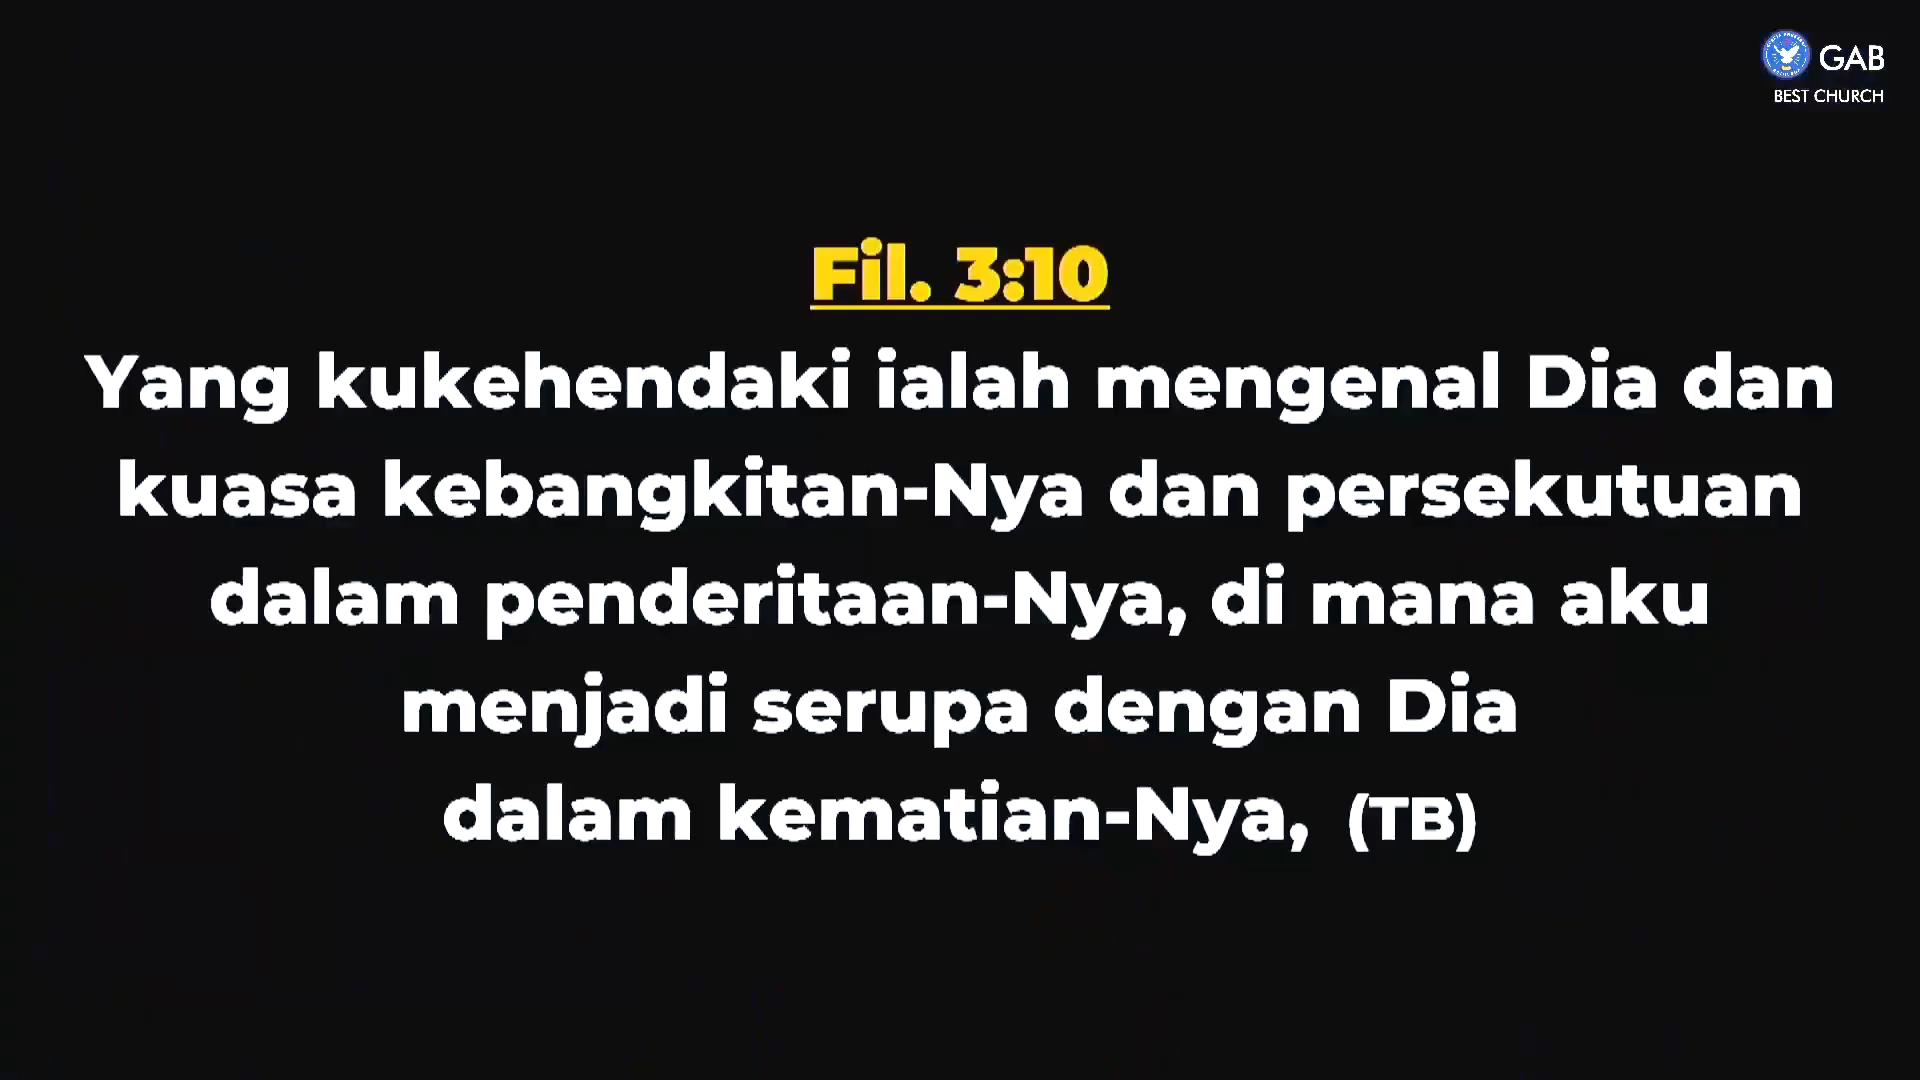 GAB
BEST CHURCH
Fil. 3:10
Yang kukehendaki ialah mengenal Dia dan
kuasa kebangkitan-Nya dan persekutuan
dalam penderitaan-Nya, di mana aku
menjadi serupa dengan Dia
dalam kematian-Nya, (TB)